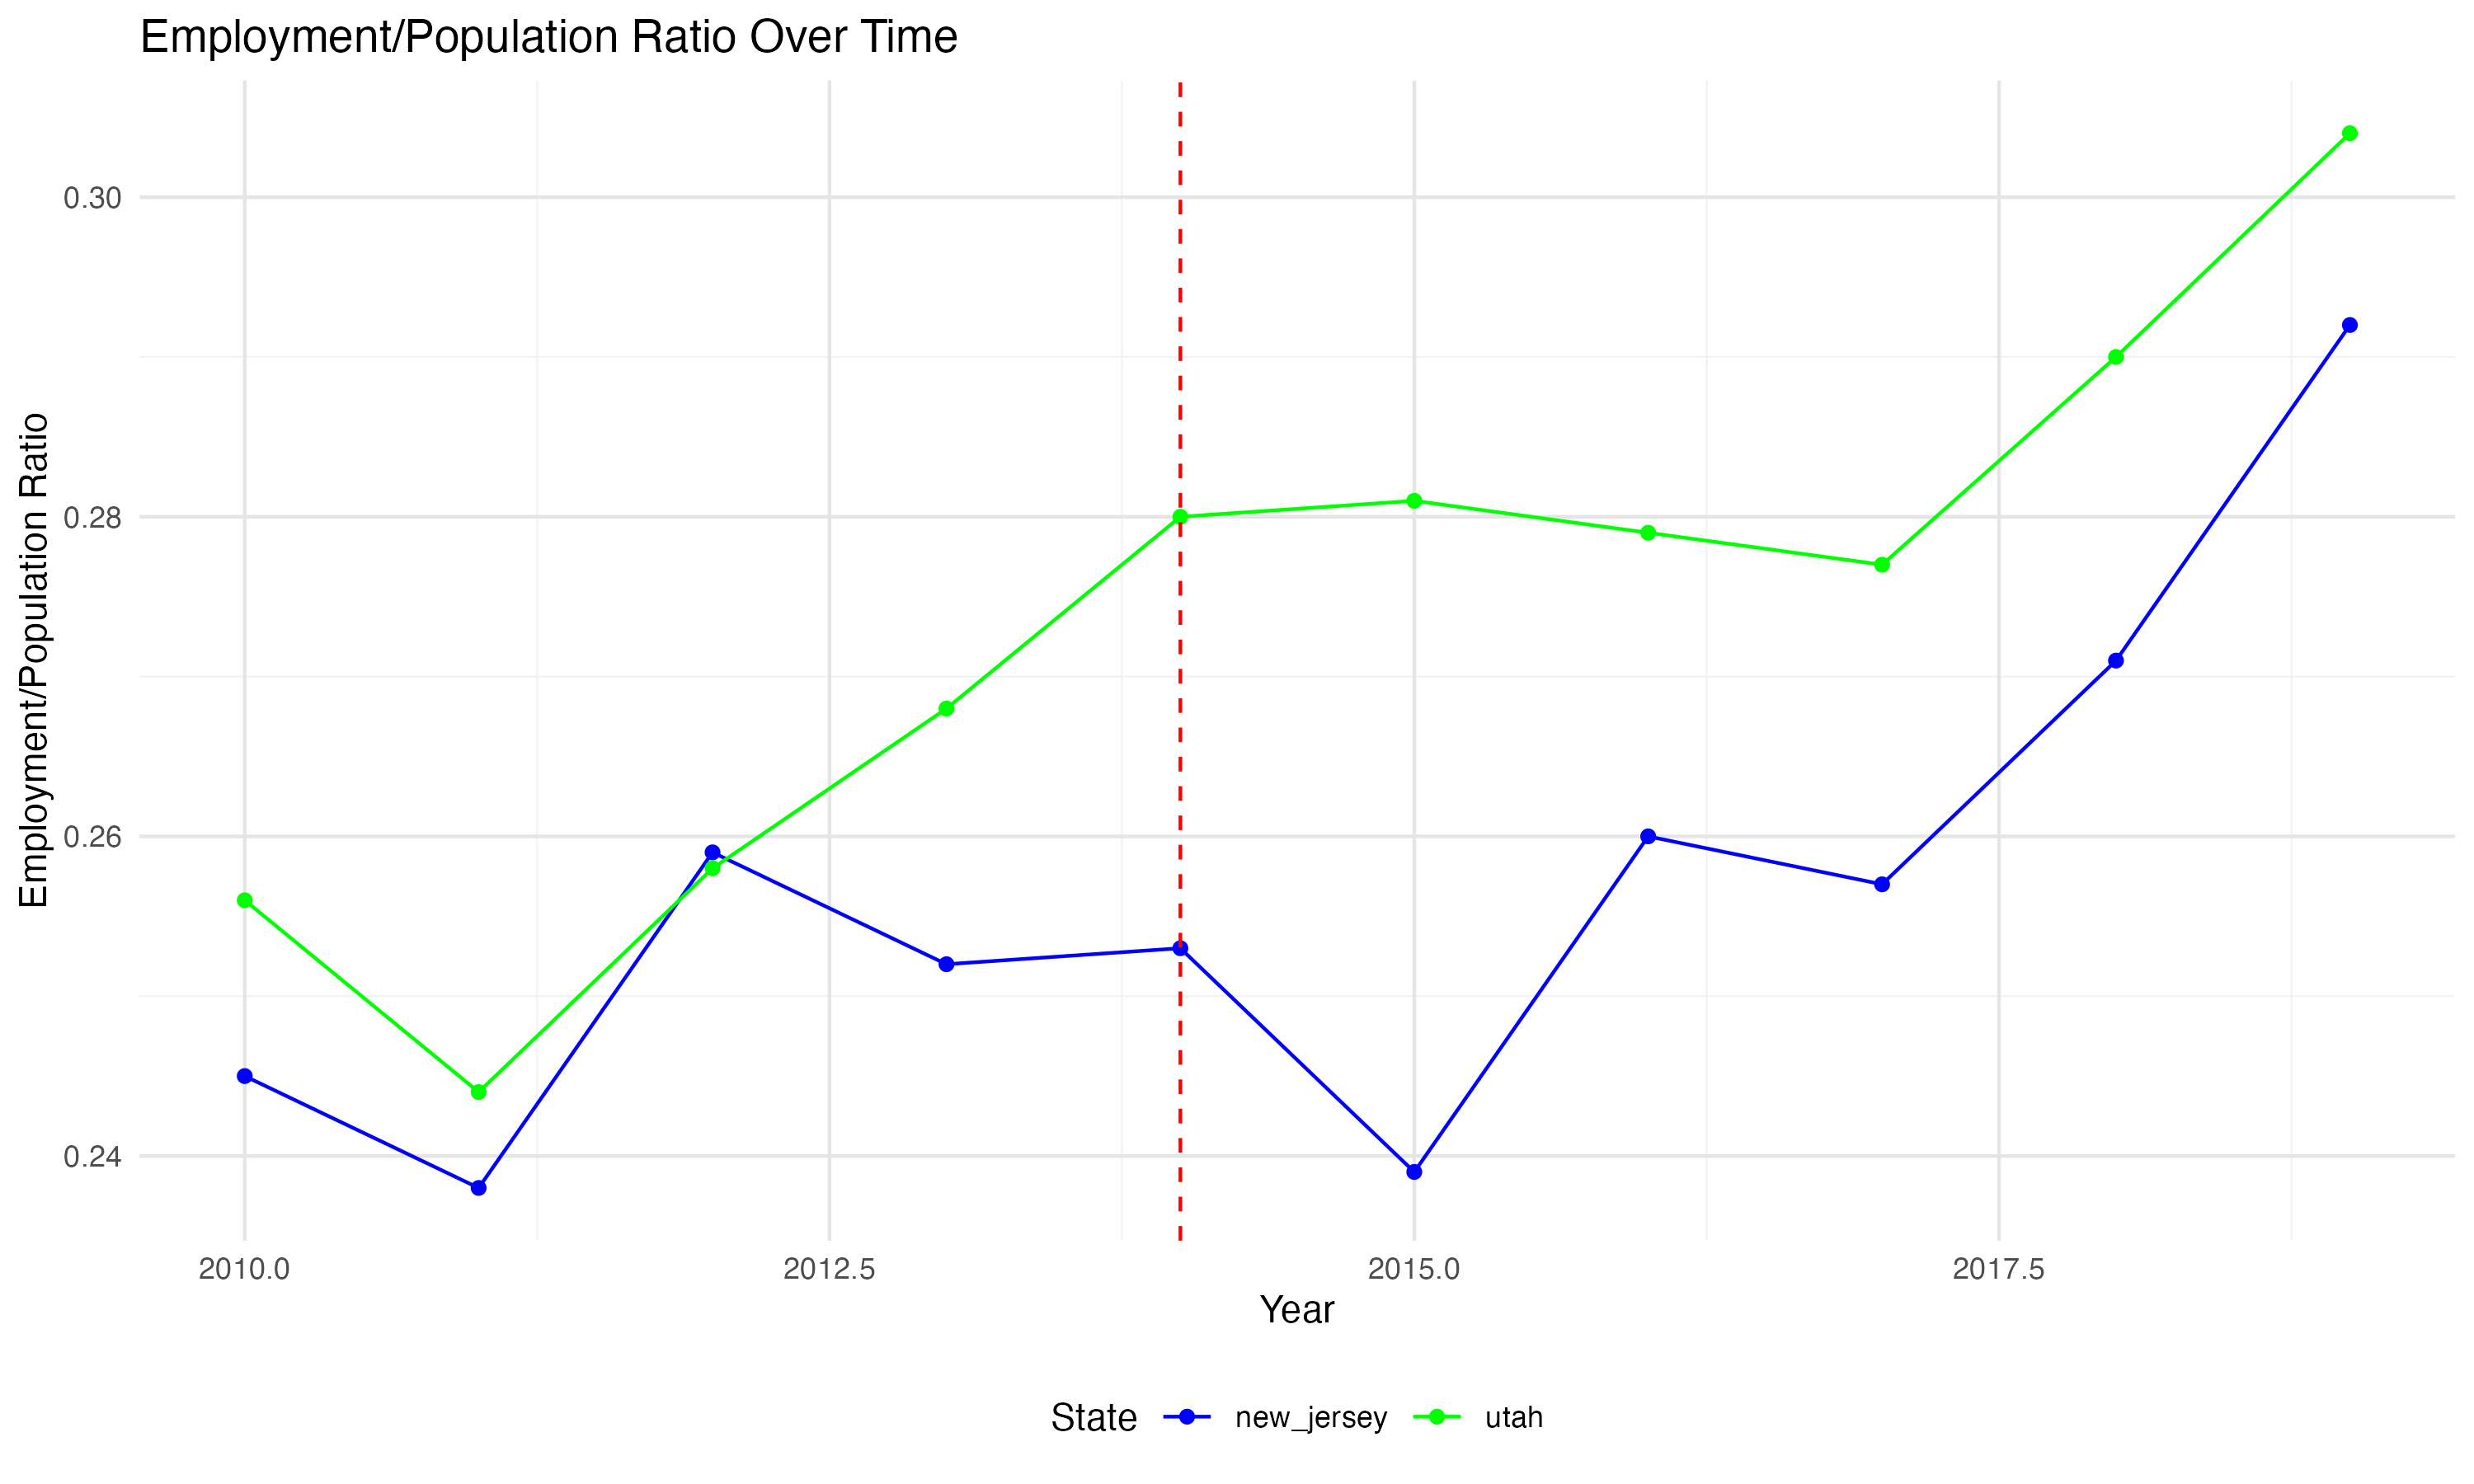 Employment/Population Ratio Over Time
Employment/Population Ratio
0.30
0.28
0.26
0.24
2010.0 2012.5 2015.0 2017.5
Year
State new_jersey utah